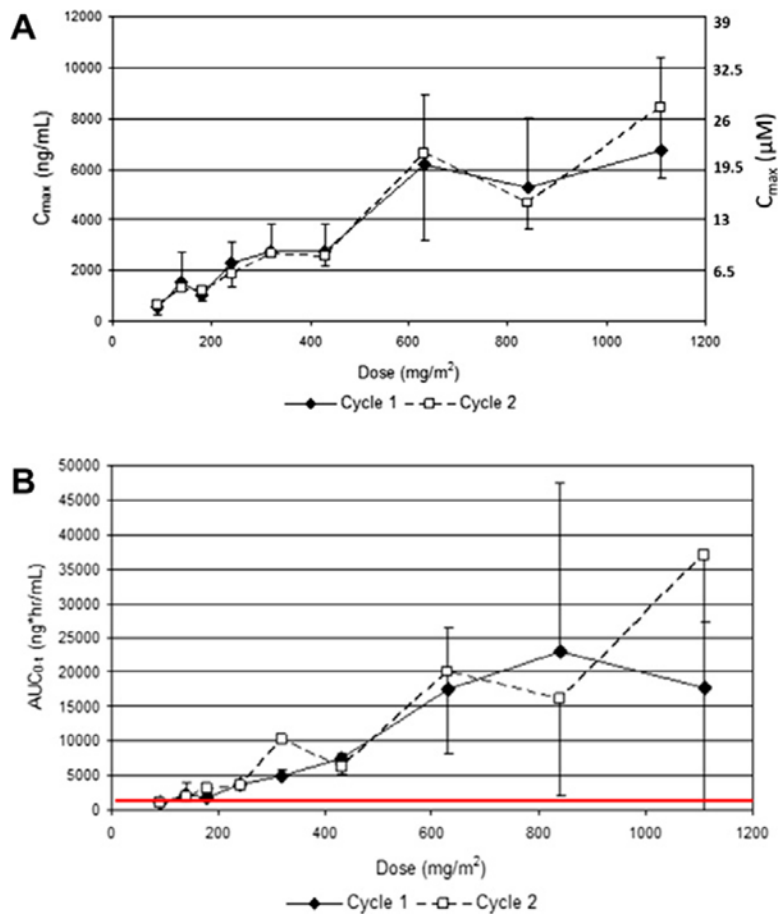 A
12000
10000
8000
6000
4000
2000
0
Cmax (ng/mL)
39
32.5
26
19.5
13
6.5
Cmax (µM)
0 200 400 600 800 1000 1200
Dose (mg/m²)
Cycle 1 Cycle 2
B
50000
45000
40000
35000
30000
25000
20000
15000
10000
5000
0
AUC0 t (ng*hr/mL)
0 200 400 600 800 1000 1200
Dose (mg/m²)
Cycle 1 Cycle 2